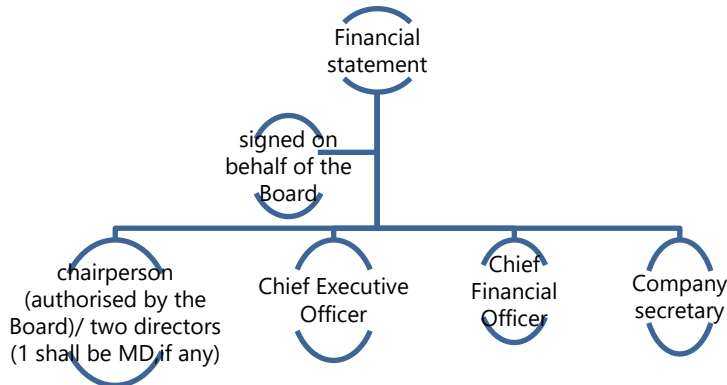 Financial
statement
signed on
behalf of the
Board
chairperson
(authorised by the
Board)/ two directors
(1 shall be MD,if any)
Chief Executive
Officer
Chief
Financial
Officer
Company
secretary